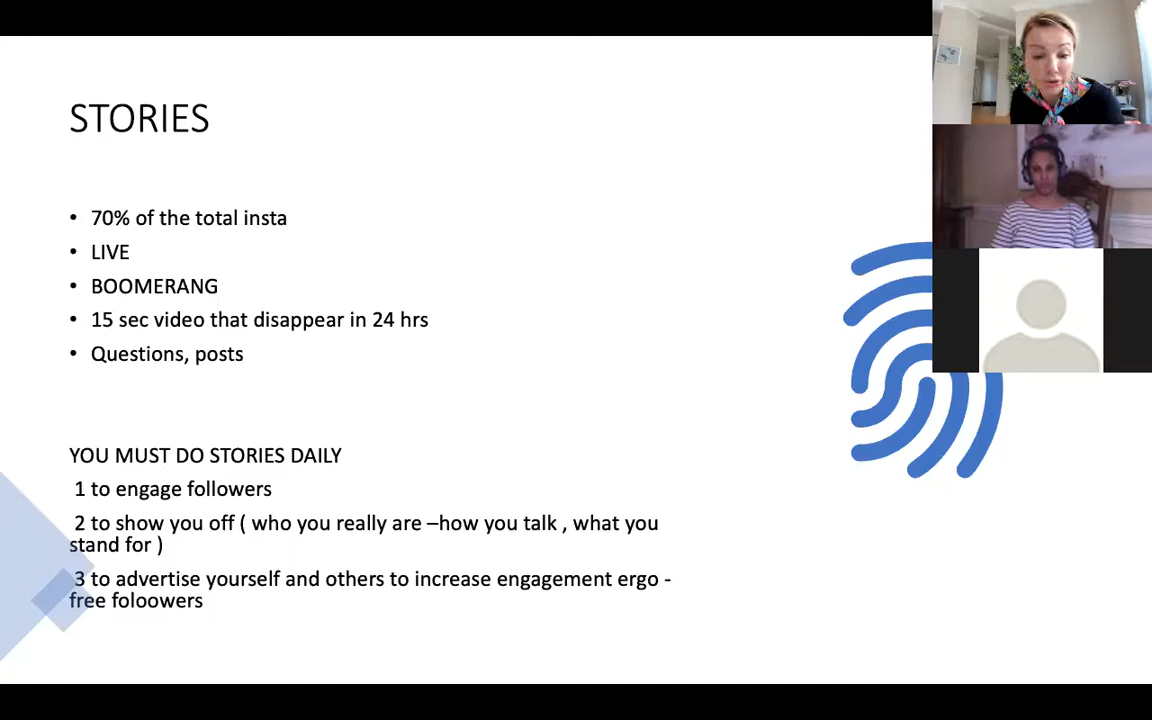 STORIES
• 70% of the total insta
• LIVE
• BOOMERANG
• 15 sec video that disappear in 24 hrs
• Questions, posts
YOU MUST DO STORIES DAILY
1 to engage followers
2 to show you off ( who you really are –how you talk , what you
stand for )
3 to advertise yourself and others to increase engagement ergo -
free foloowers